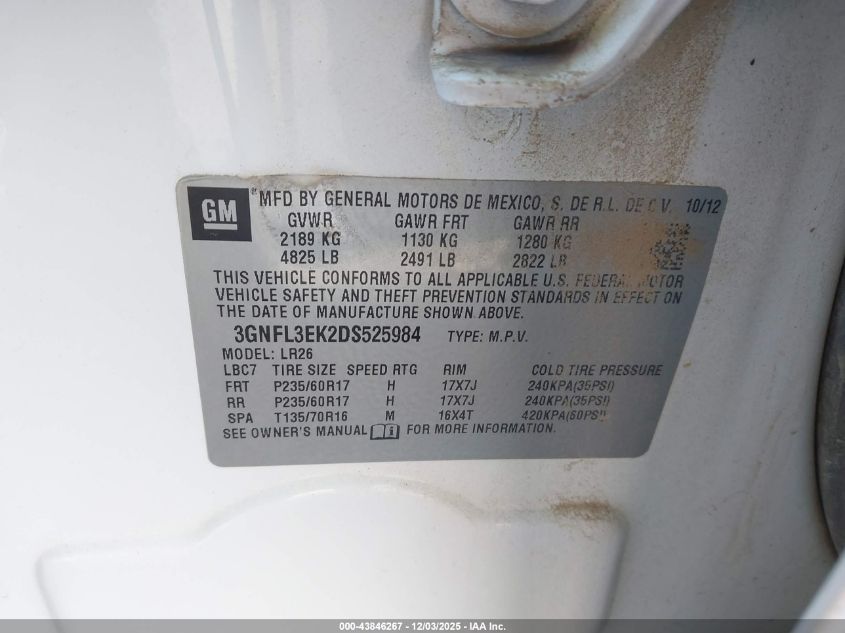 GM
®MFD BY GENERAL MOTORS DE MEXICO, S. DE R.L. DE C.V. 10/12
GVWR GAWR FRT GAWR RR
2189 KG 1130 KG 1280 KG
4825 LB 2491 LB 2822 LB
THIS VEHICLE CONFORMS TO ALL APPLICABLE U.S. FEDERAL MOTOR
VEHICLE SAFETY AND THEFT PREVENTION STANDARDS IN EFFECT ON
THE DATE OF MANUFACTURE SHOWN ABOVE.
3GNFL3EK2DS525984 TYPE: M.P.V.
MODEL: LR26
LBC7 TIRE SIZE SPEED RTG RIM COLD TIRE PRESSURE
FRT P235/60R17 H 17X7J 240KPA(35PSI)
RR P235/60R17 H 17X7J 240KPA(35PSI)
SPA T135/70R16 M 16X4T 420KPA(60PSI)
SEE OWNER'S MANUAL FOR MORE INFORMATION.
000-43846267 - 12/03/2025 - IAA Inc.